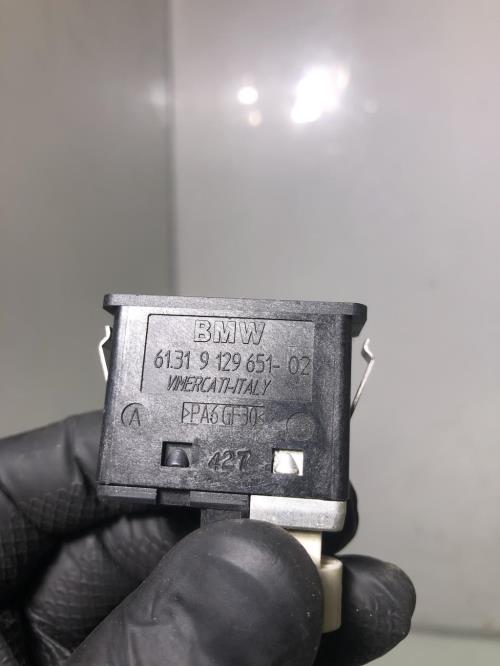 BMW
61.31 9 129 651-02
VIMERCATI-ITALY
A
>PA6 GF30<
427